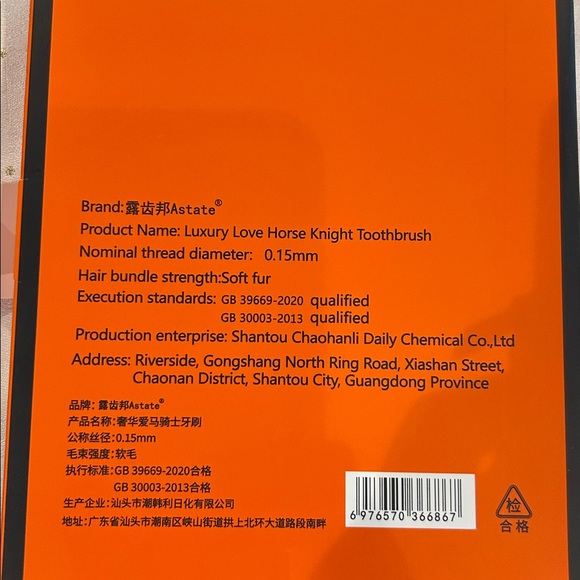 Brand:露齿邦Astate®
Product Name: Luxury Love Horse Knight Toothbrush
Nominal thread diameter: 0.15mm
Hair bundle strength:Soft fur
Execution standards: GB 39669-2020 qualified
GB 30003-2013 qualified
Production enterprise: Shantou Chaohanli Daily Chemical Co.,Ltd
Address: Riverside, Gongshang North Ring Road, Xiashan Street,
Chaonan District, Shantou City, Guangdong Province
品牌：露齿邦Astate®
产品名称：奢华爱马骑士牙刷
公称丝径：0.15mm
毛束强度：软毛
执行标准：GB 39669-2020合格
GB 30003-2013合格
生产企业：汕头市潮韩利日化有限公司
地址：广东省汕头市潮南区峡山街道拱上北环大道路段南畔
6 976570 366867
检
合格